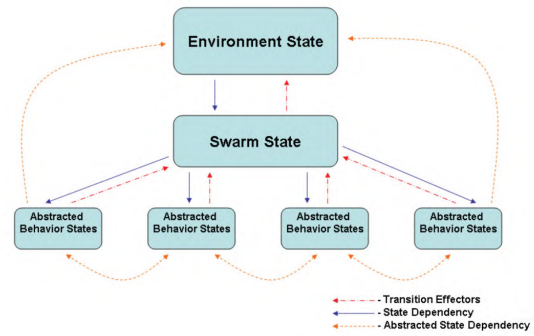 Environment State
Swarm State
Abstracted
Behavior States
Abstracted
Behavior States
Abstracted
Behavior States
Abstracted
Behavior States
- Transition Effectors
- State Dependency
- Abstracted State Dependency